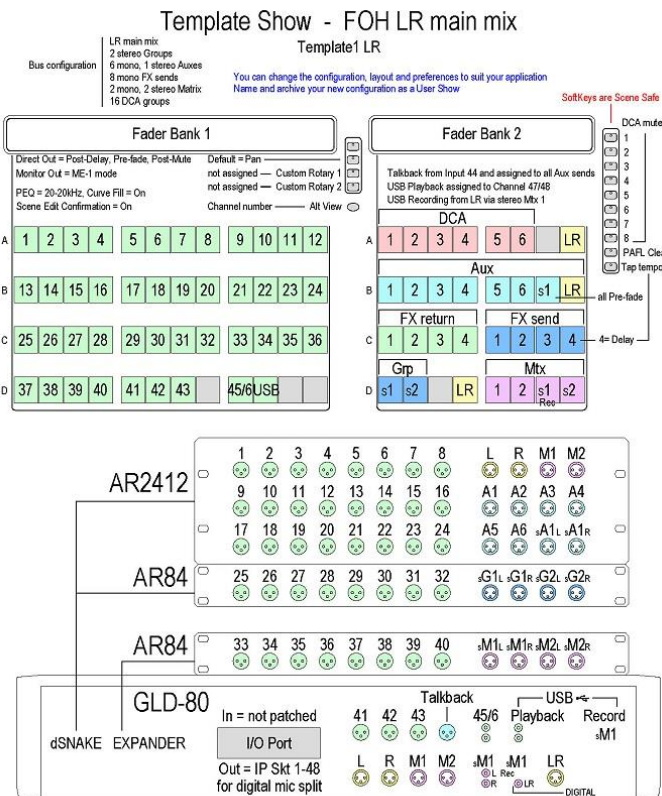 Template Show - FOH LR main mix
Template1 LR
Bus configuration
LR main mix
2 stereo Groups
6 mono, 1 stereo Auxes
8 mono FX sends
2 mono, 2 stereo Matrix
16 DCA groups
You can change the configuration, layout and preferences to suit your application
Name and archive your new configuration as a User Show
SoftKeys are Scene Safe
Fader Bank 1
Direct Out = Post-Delay, Pre-fade, Post-Mute
Monitor Out = ME-1 mode
PEQ = 20-20kHz, Curve Fill = On
Scene Edit Confirmation = On
Default = Pan
not assigned — Custom Rotary 1
not assigned — Custom Rotary 2
Channel number — Alt View
A 1 2 3 4 5 6 7 8 9 10 11 12
B 13 14 15 16 17 18 19 20 21 22 23 24
C 25 26 27 28 29 30 31 32 33 34 35 36
D 37 38 39 40 41 42 43 45/6 USB
Fader Bank 2
Talkback from Input 44 and assigned to all Aux sends
USB Playback assigned to Channel 47/48
USB Recording from LR via stereo Mtx 1
DCA
A 1 2 3 4 5 6 LR
Aux
B 1 2 3 4 5 6 s1 LR
all Pre-fade
FX return FX send
C 1 2 3 4 1 2 3 4
4= Delay
Grp Mtx
D s1 s2 LR 1 2 s1 s2
Rec
DCA mute
1
2
3
4
5
6
7
8
PAFL Clea
Tap tempo
AR2412
1 2 3 4 5 6 7 8 L R M1 M2
9 10 11 12 13 14 15 16 A1 A2 A3 A4
17 18 19 20 21 22 23 24 A5 A6 sA1L sA1R
AR84
25 26 27 28 29 30 31 32 sG1L sG1R sG2L sG2R
AR84
33 34 35 36 37 38 39 40 sM1L sM1R sM2L sM2R
GLD-80
dSNAKE EXPANDER
In = not patched
I/O Port
Out = IP Skt 1-48
for digital mic split
Talkback
USB
41 42 43 45/6 Playback Record
sM1
L R M1 M2 sM1 sM1 LR
L Rec
R LR
DIGITAL